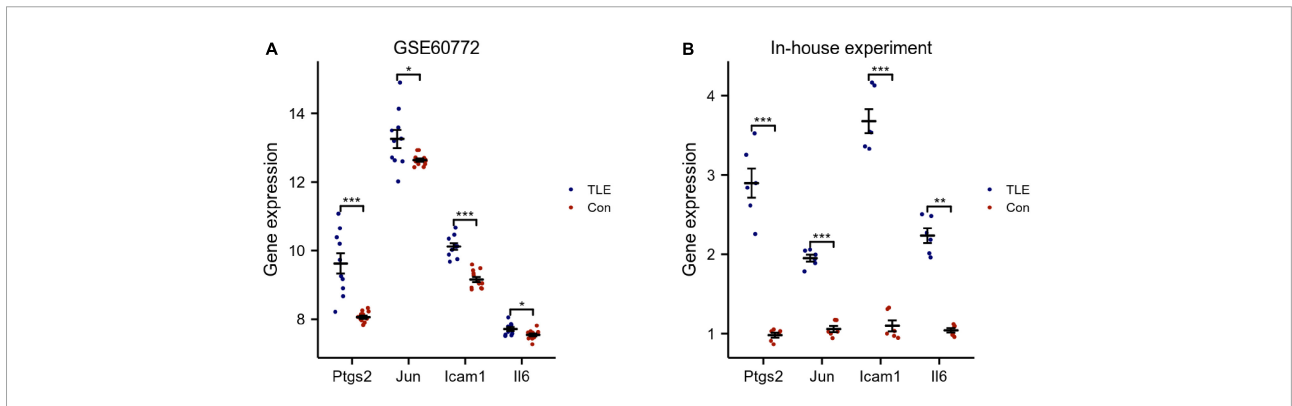 A
GSE60772
Gene expression
14
12
10
8
***
*
***
*
Ptgs2 Jun Icam1 Il6
TLE
Con
B
In-house experiment
Gene expression
4
3
2
1
***
***
***
**
Ptgs2 Jun Icam1 Il6
TLE
Con